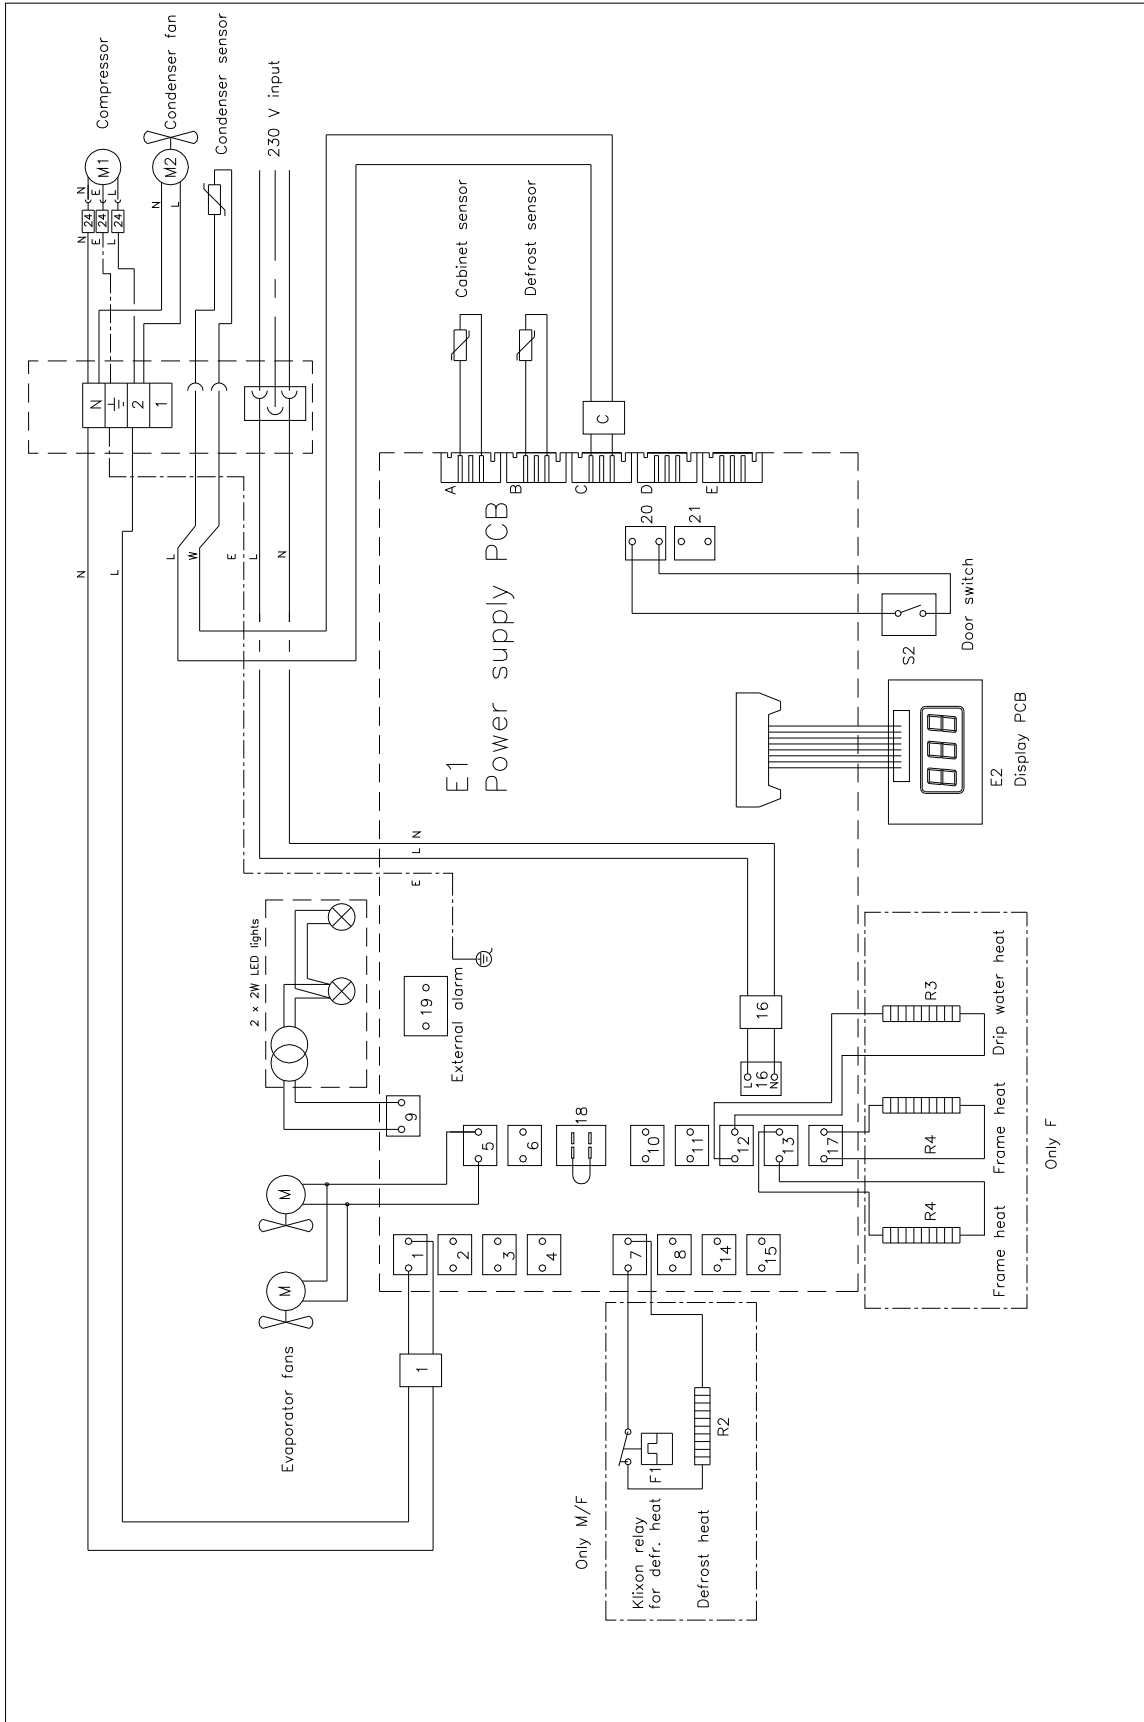 Compressor
Condenser fan
Condenser sensor
230 V input
M1
M2
N
E
L
24
24
24
N
E
L
N
L
N
2
1
Cabinet sensor
Defrost sensor
C
N
L
L
W
E
L
N
A
B
C
D
E
20
21
E1
Power supply PCB
S2
Door switch
E2
Display PCB
E
L
N
2 x 2W LED lights
19
External alarm
16
L
16
N
9
5
6
18
10
11
12
13
17
M
M
Evaporator fans
1
2
3
4
7
8
14
15
1
R3
Drip water heat
R4
Frame heat
R4
Frame heat
Only F
Only M/F
F1
Klixon relay
for defr. heat
R2
Defrost heat